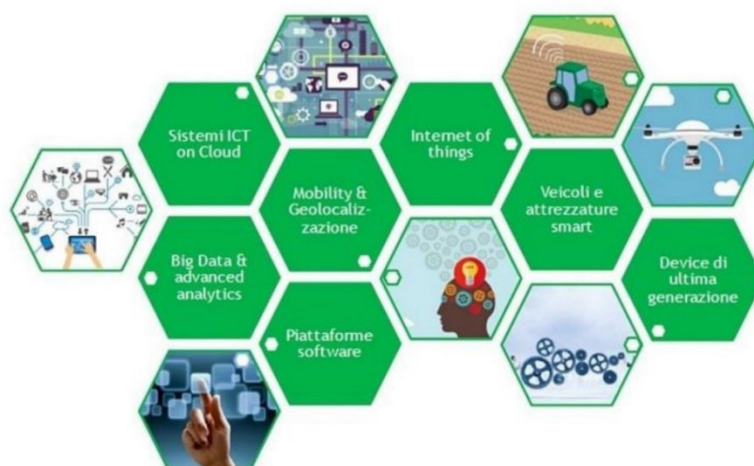 Sistemi ICT
on Cloud
Internet of
things
Mobility &
Geolocaliz-
zazione
Veicoli e
attrezzature
smart
Big Data &
advanced
analytics
Device di
ultima
generazione
Piattaforme
software